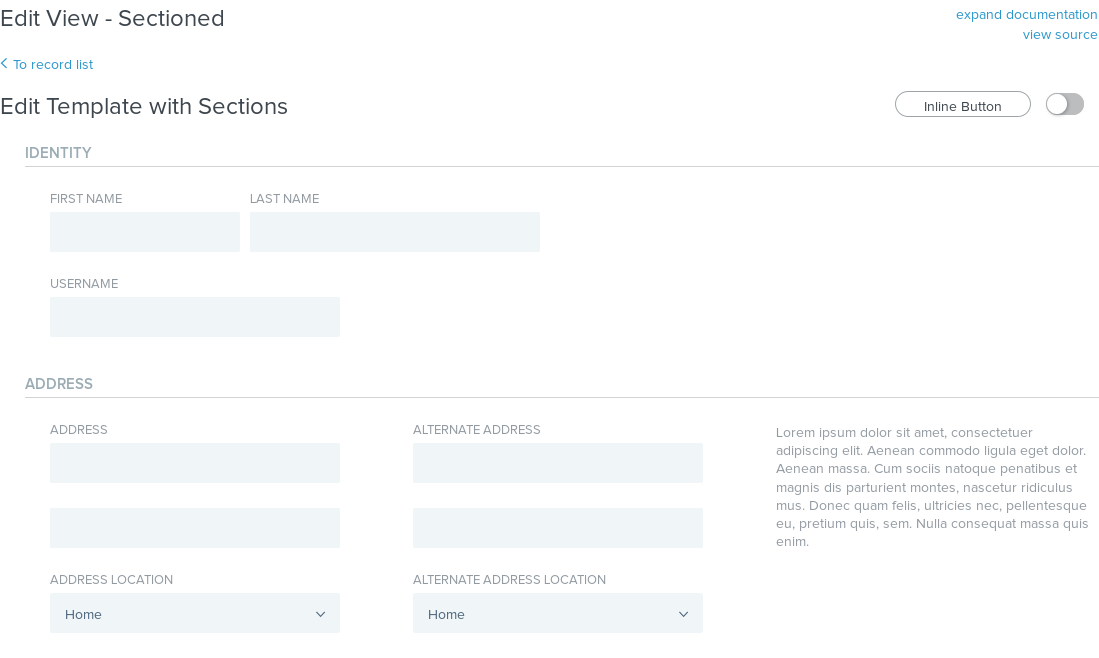 Edit View - Sectioned
expand documentation
view source
To record list
Edit Template with Sections
Inline Button
IDENTITY
FIRST NAME
LAST NAME
USERNAME
ADDRESS
ADDRESS
ALTERNATE ADDRESS
Lorem ipsum dolor sit amet, consectetuer
adipiscing elit. Aenean commodo ligula eget dolor.
Aenean massa. Cum sociis natoque penatibus et
magnis dis parturient montes, nascetur ridiculus
mus. Donec quam felis, ultricies nec, pellentesque
eu, pretium quis, sem. Nulla consequat massa quis
enim.
ADDRESS LOCATION
ALTERNATE ADDRESS LOCATION
Home
Home